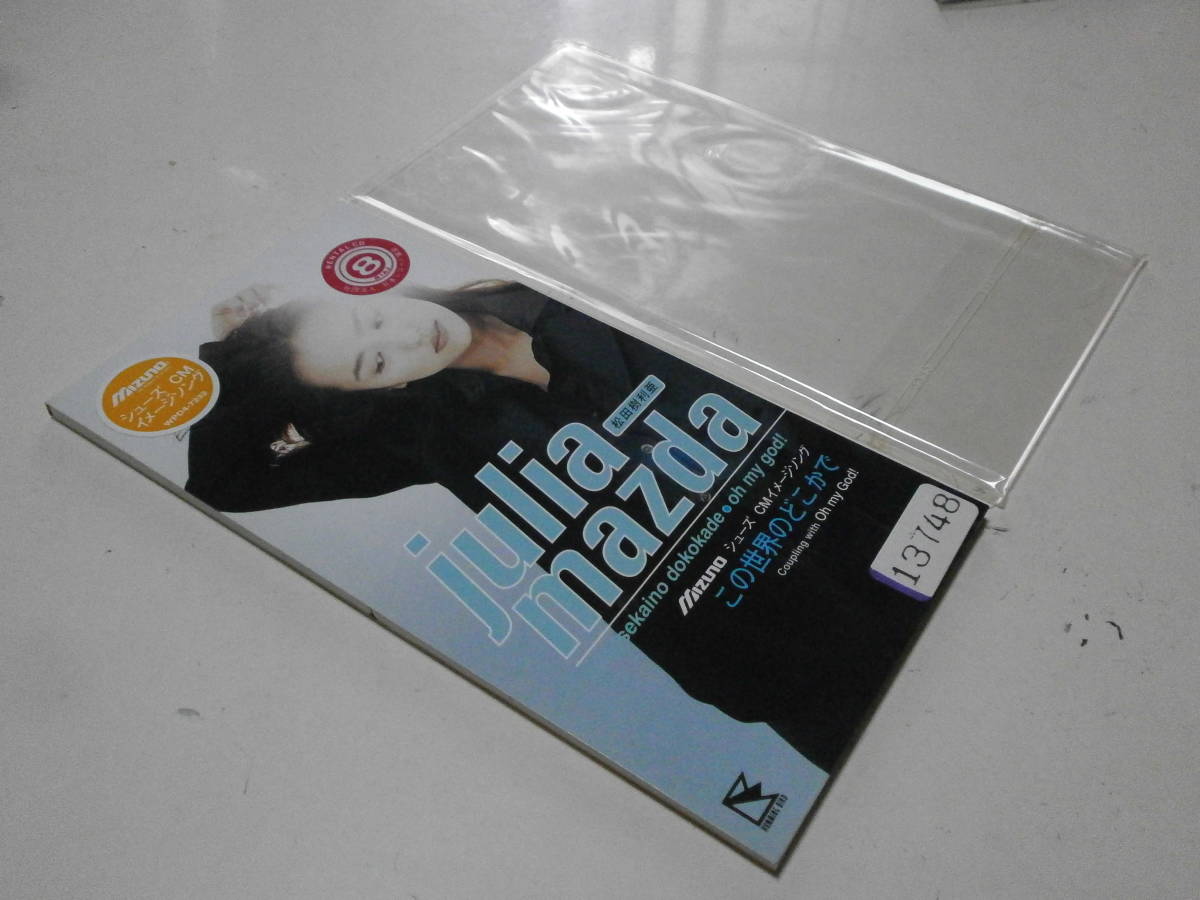 RENTAL CD
8
MIZUNO
シューズ CM
イメージソング
julia
mazda
松田樹利亜
sekaino dokokade oh my god!
MIZUNO シューズ CMイメージソング
この世界のどこかで
Coupling with Oh my God!
13748